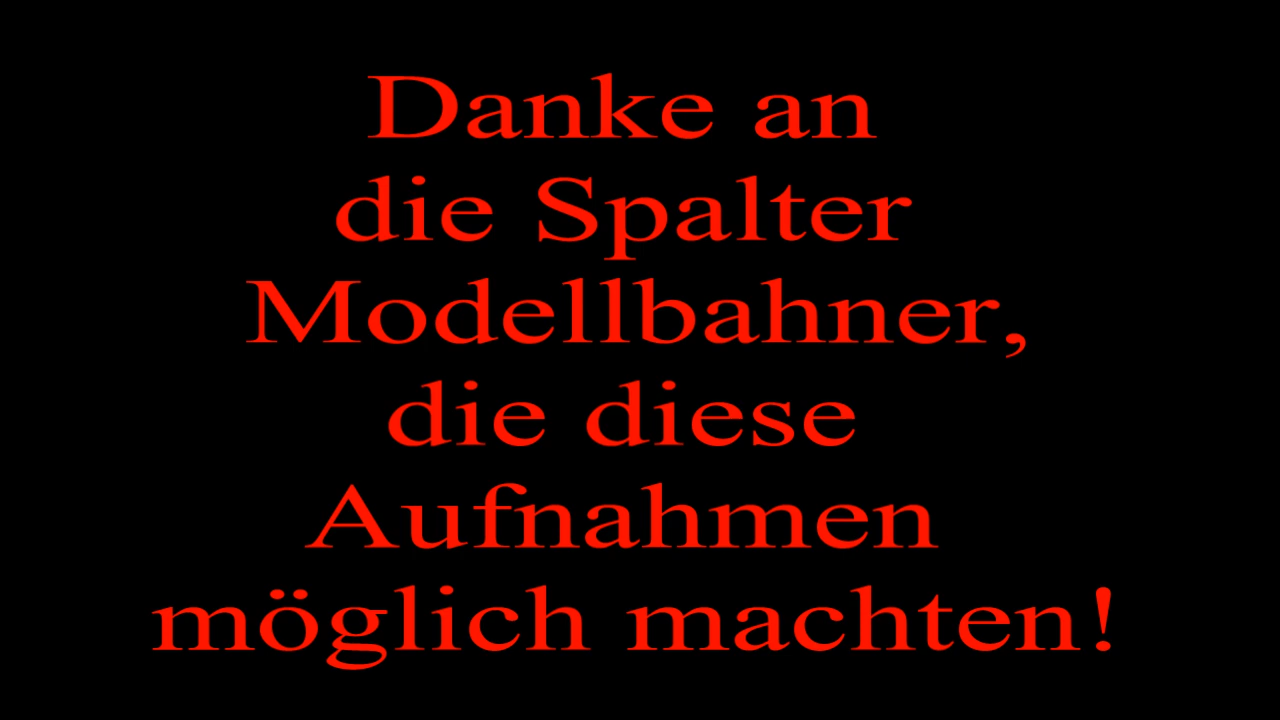 Danke an
die Spalter
Modellbahner,
die diese
Aufnahmen
möglich machten!